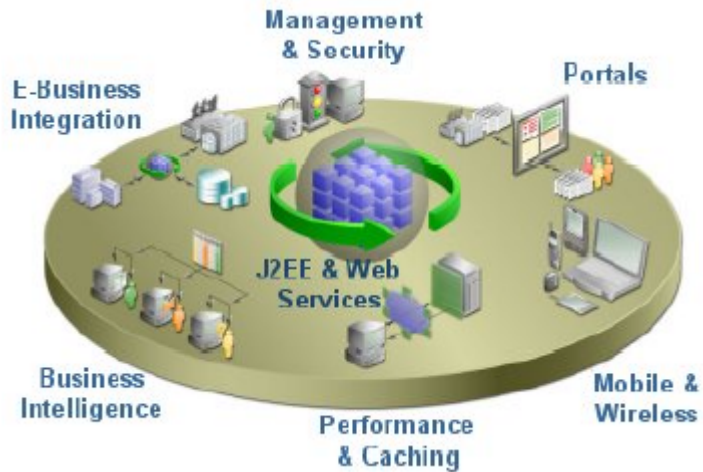 Management
& Security
Portals
E-Business
Integration
J2EE & Web
Services
Business
Intelligence
Mobile &
Wireless
Performance
& Caching